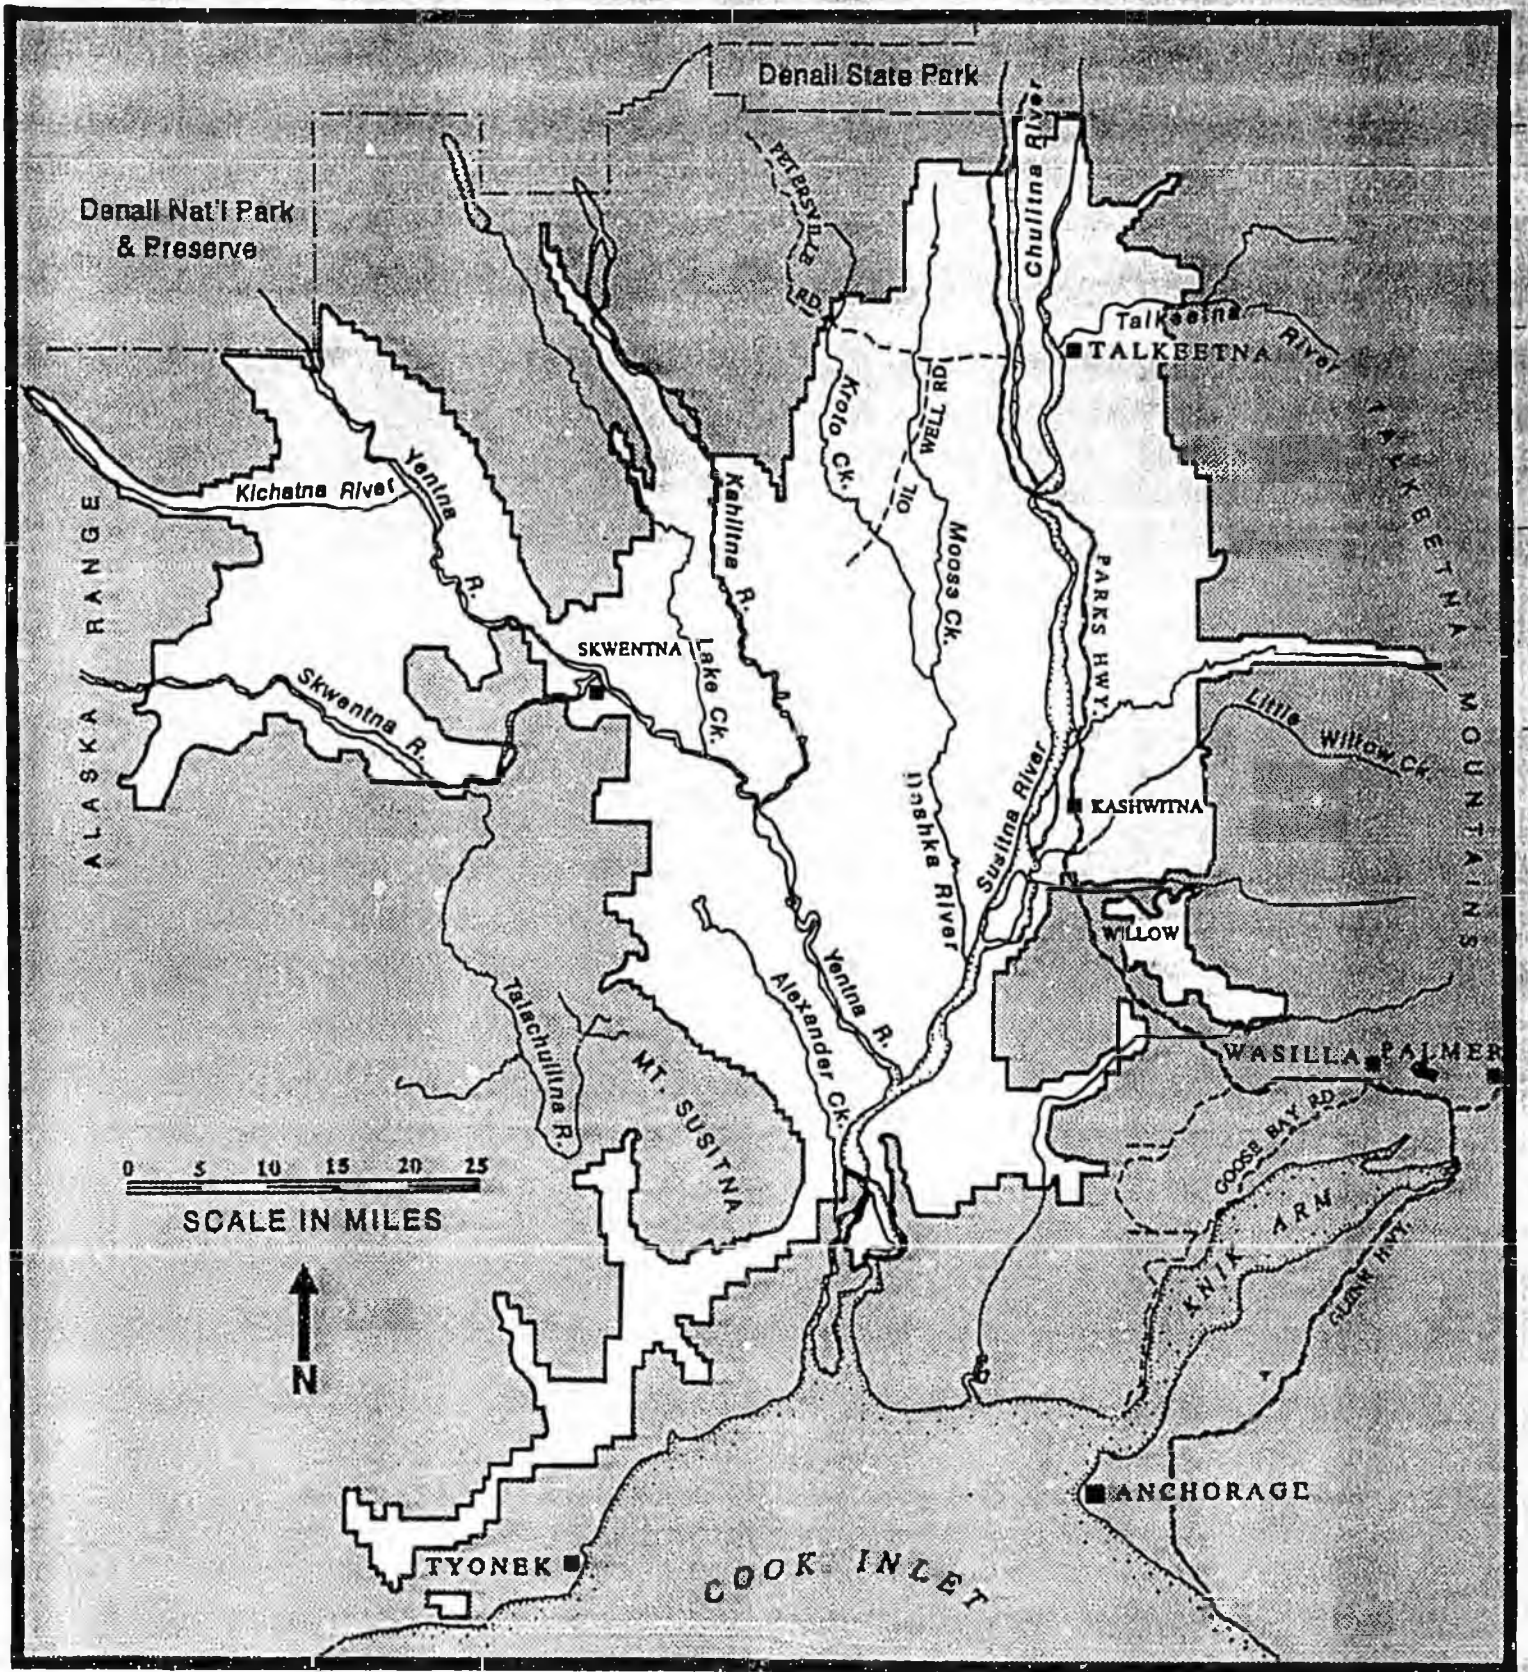 Denali State Park
Denali Nat'l Park
& Preserve
PETERSVILLE
RD.
Chulitna River
Talkeetna
River
TALKEETNA
Kroto Ck.
WELL RD
OIL
Moose Ck.
Yentna
R.
Kichatna River
Kahiltna
R.
ALASKA RANGE
TALKEETNA MOUNTAINS
PARKS HWY.
SKWENTNA
Lake Ck.
Skwentna R.
Little
Willow Ck.
KASHWITNA
Susitna River
River
WILLOW
Yentna R.
Alexander Ck.
Talachulitna R.
MT. SUSITNA
WASILLA
PALMER
GOOSE BAY RD
KNIK ARM
GLENN HWY.
0 5 10 15 20 25
SCALE IN MILES
N
ANCHORAGE
TYONEK
COOK INLET